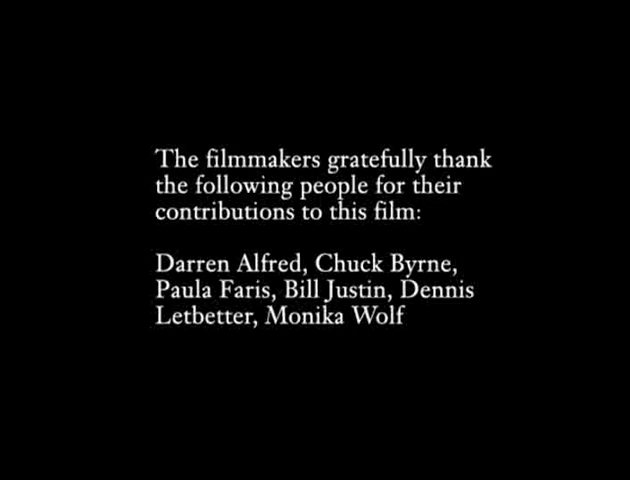 The filmmakers gratefully thank
the following people for their
contributions to this film:
Darren Alfred, Chuck Byrne,
Paula Faris, Bill Justin, Dennis
Letbetter, Monika Wolf